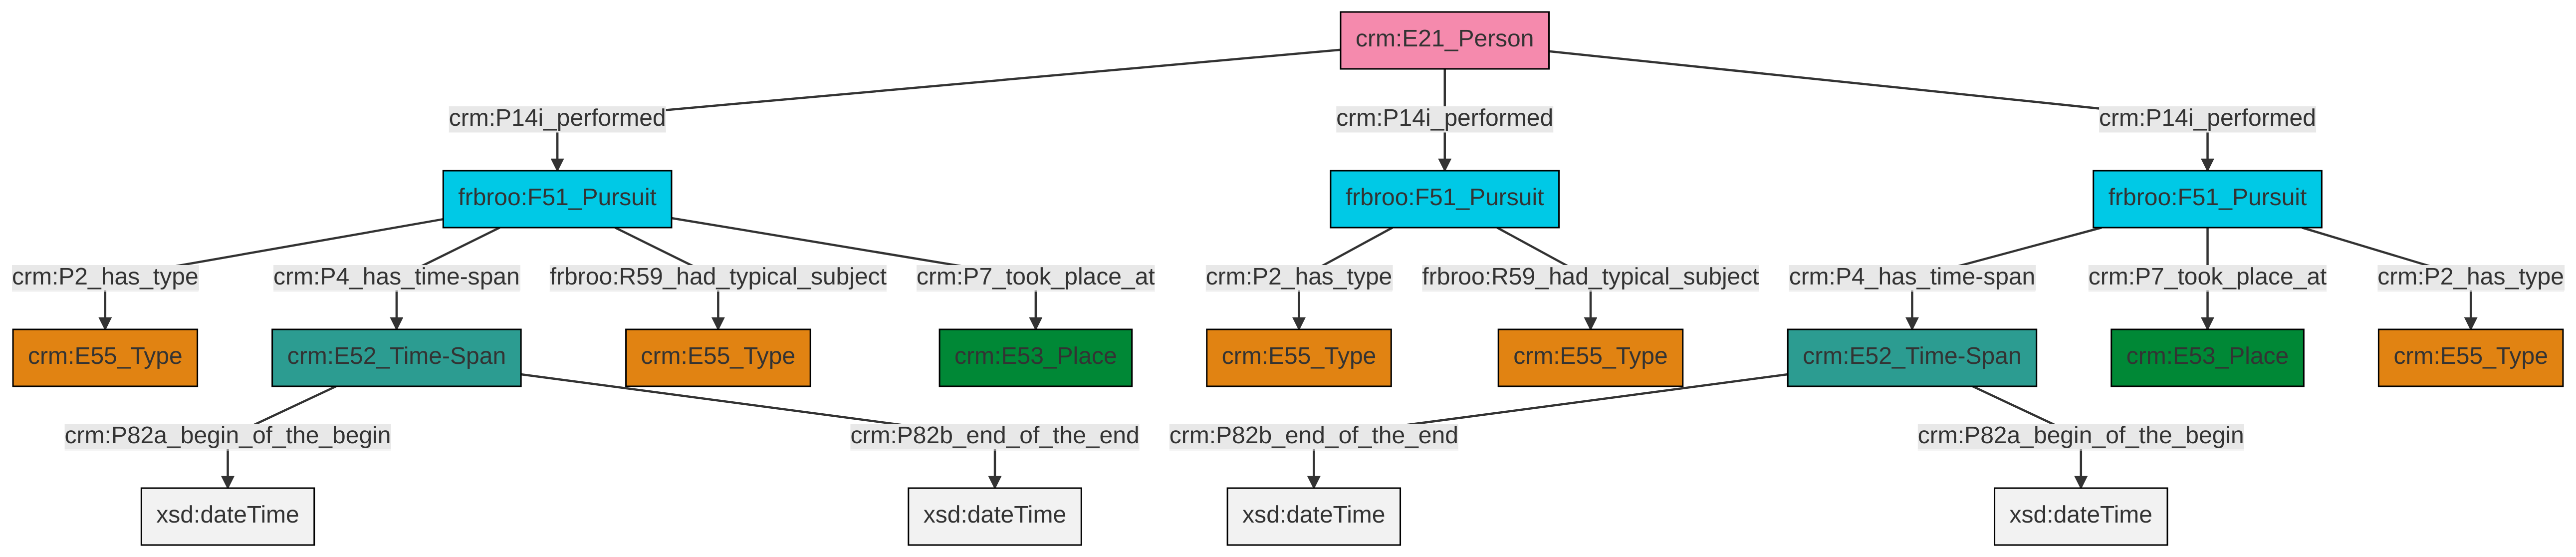 crm:E21_Person
crm:P14i_performed
crm:P14i_performed
crm:P14i_performed
frbroo:F51_Pursuit
frbroo:F51_Pursuit
frbroo:F51_Pursuit
crm:P2_has_type
crm:P4_has_time-span
frbroo:R59_had_typical_subject
crm:P7_took_place_at
crm:P2_has_type
frbroo:R59_had_typical_subject
crm:P4_has_time-span
crm:P7_took_place_at
crm:P2_has_type
crm:E55_Type
crm:E52_Time-Span
crm:E55_Type
crm:E53_Place
crm:E55_Type
crm:E55_Type
crm:E52_Time-Span
crm:E53_Place
crm:E55_Type
crm:P82a_begin_of_the_begin
crm:P82b_end_of_the_end
crm:P82b_end_of_the_end
crm:P82a_begin_of_the_begin
xsd:dateTime
xsd:dateTime
xsd:dateTime
xsd:dateTime